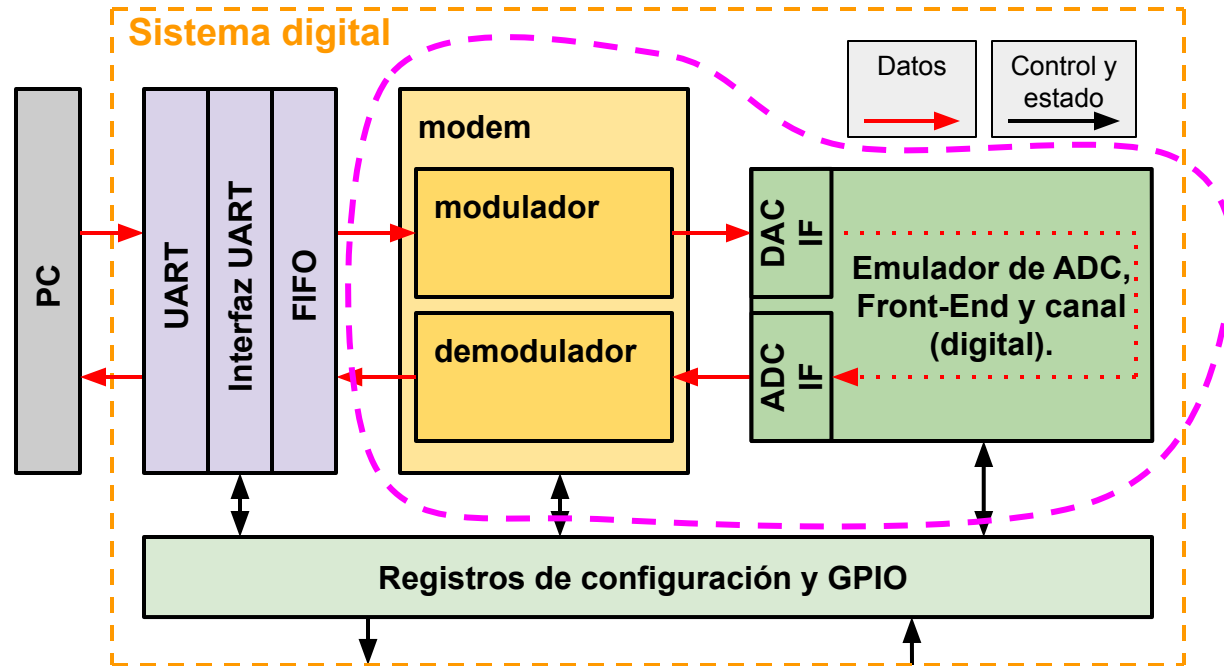 Sistema digital
Datos
Control y
estado
PC
UART
Interfaz UART
FIFO
modem
modulador
demodulador
DAC
IF
ADC
IF
Emulador de ADC,
Front-End y canal
(digital).
Registros de configuración y GPIO